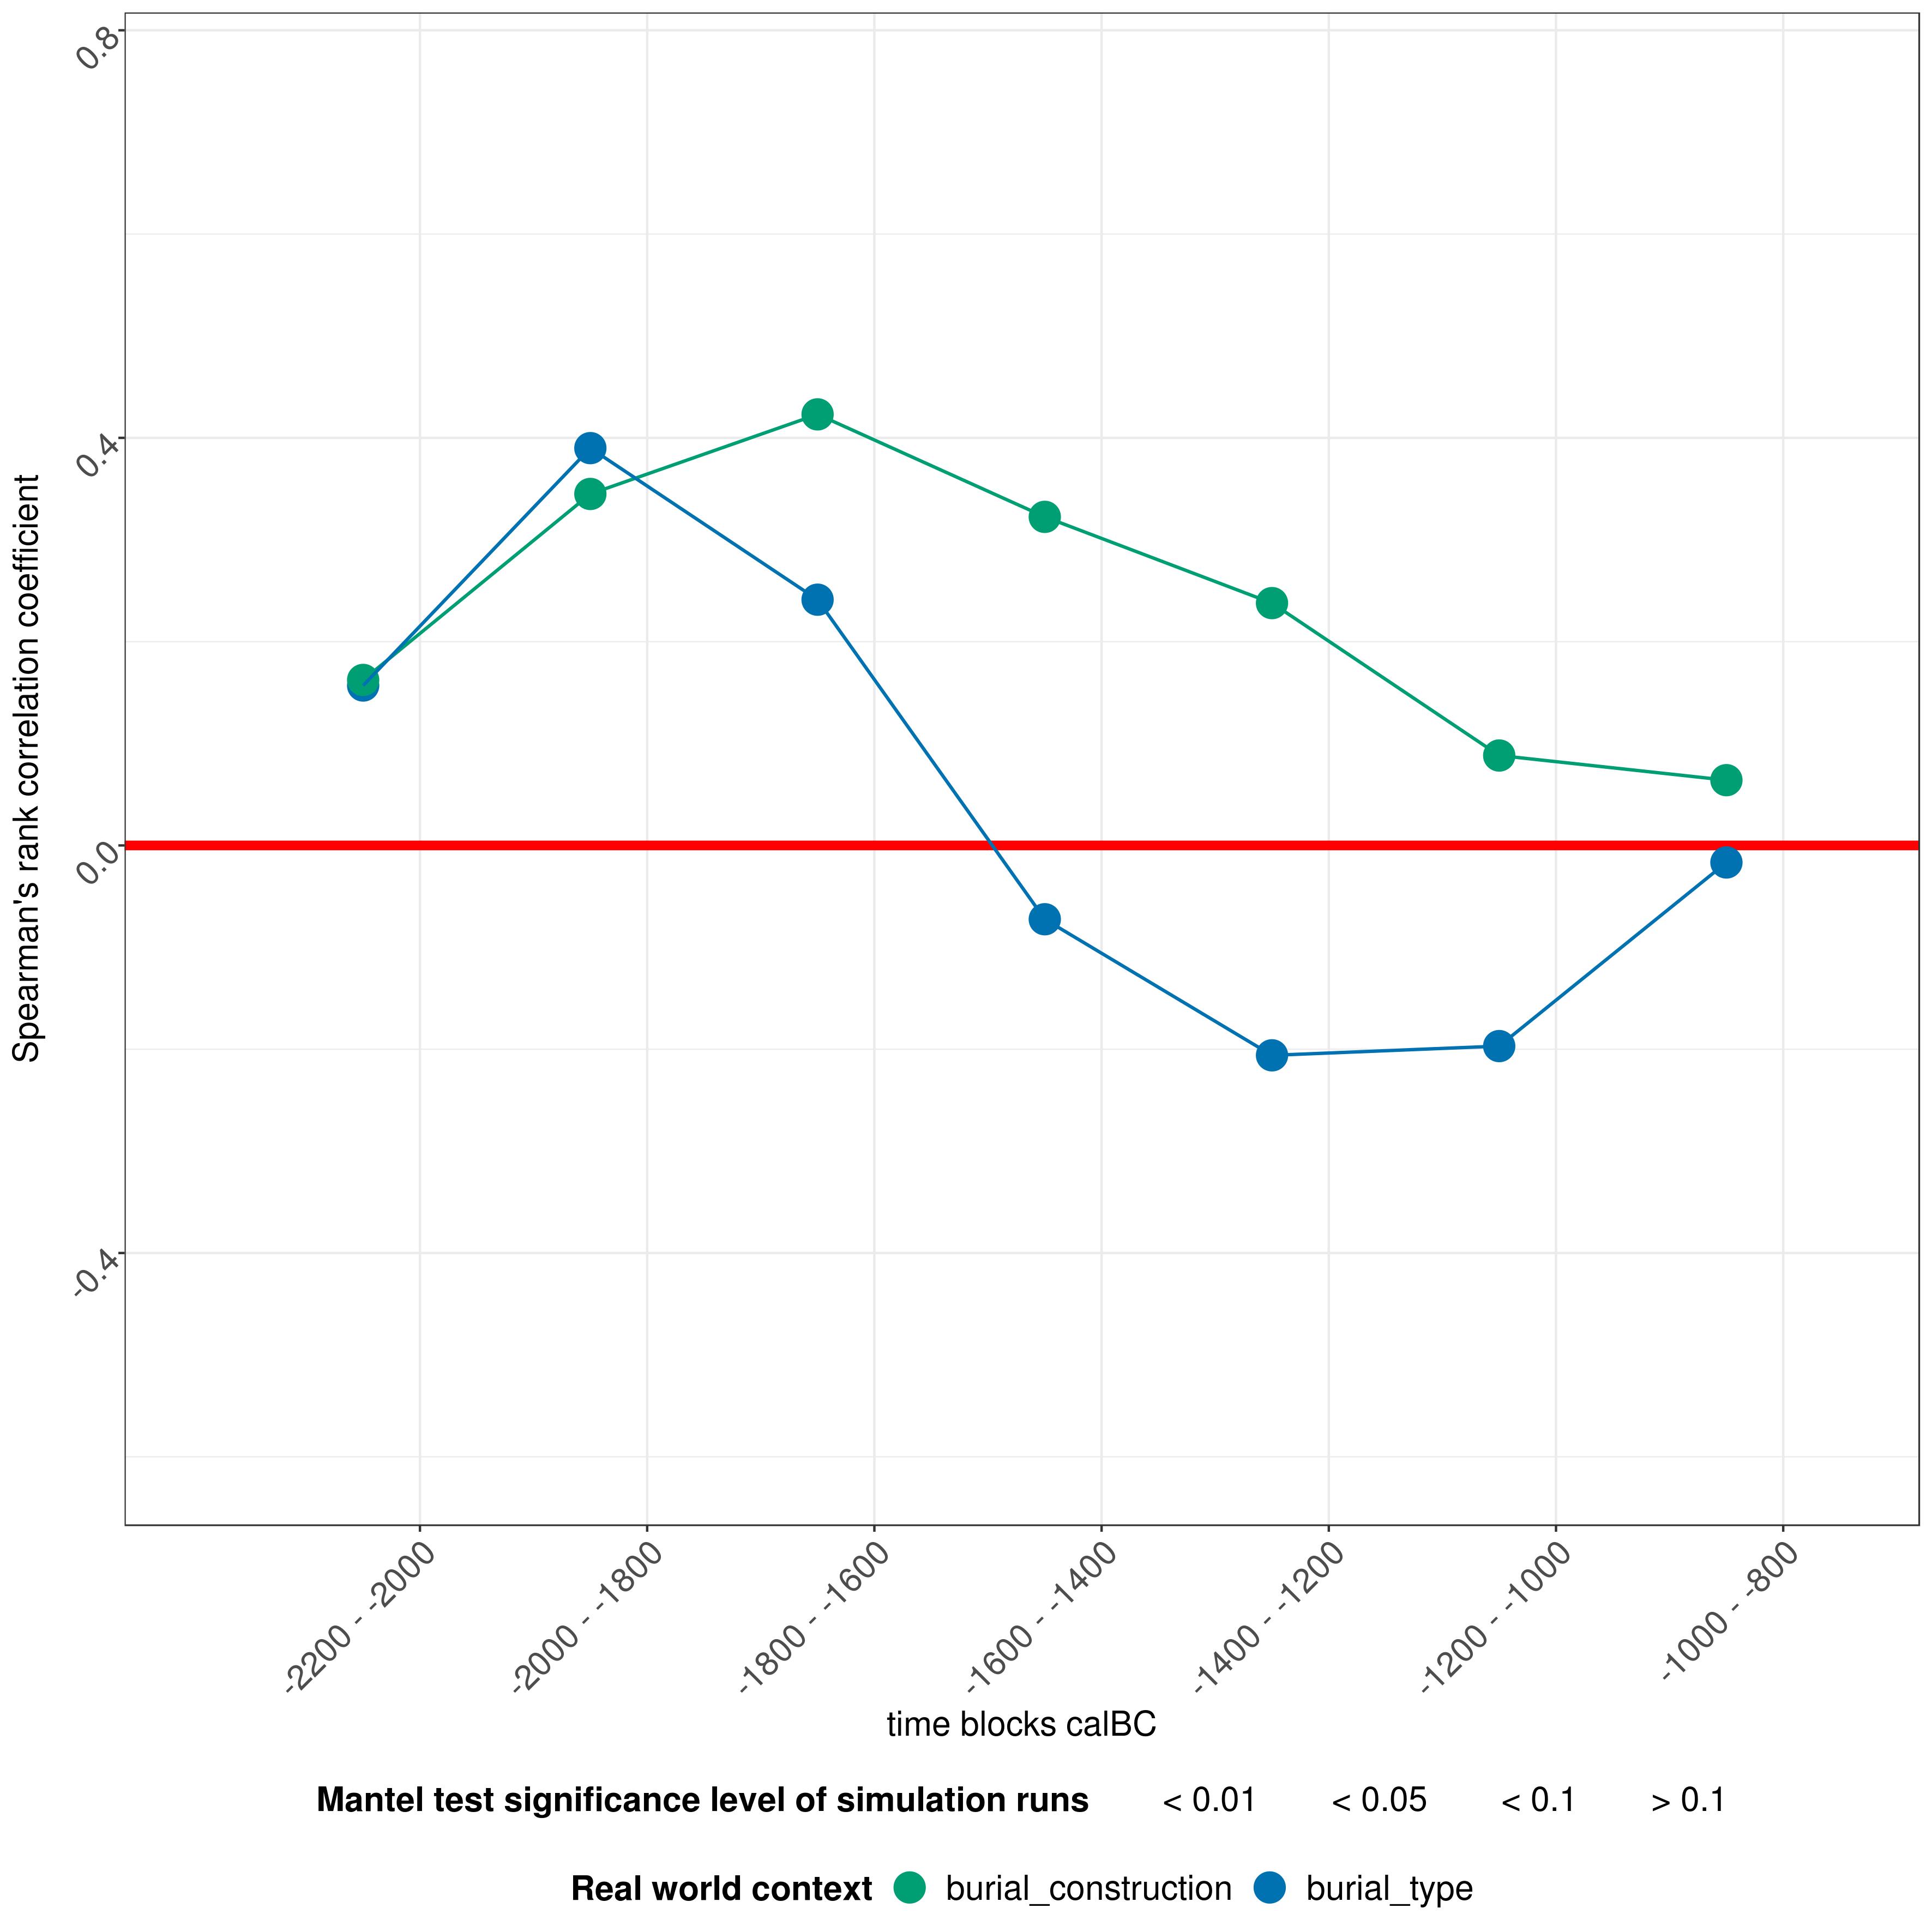 Spearman's rank correlation coefficient
0.8
0.4
0.0
-0.4
-2200 - -2000
-2000 - -1800
-1800 - -1600
-1600 - -1400
-1400 - -1200
-1200 - -1000
-1000 - -800
time blocks calBC
Mantel test significance level of simulation runs < 0.01 < 0.05 < 0.1 > 0.1
Real world context burial_construction burial_type